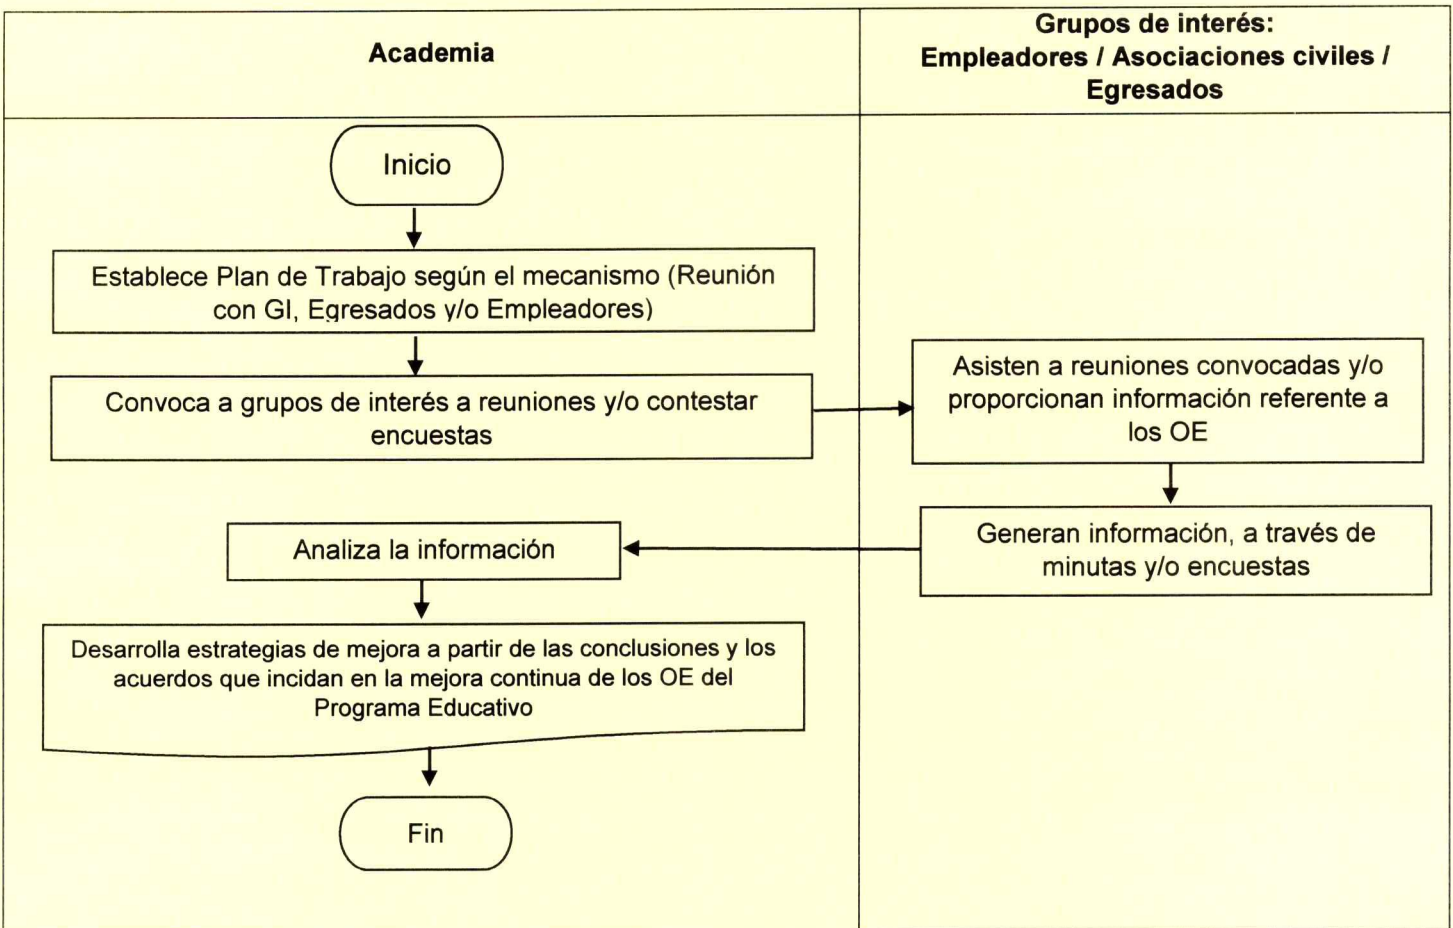 Academia
Grupos de interés:
Empleadores / Asociaciones civiles /
Egresados
Inicio
Establece Plan de Trabajo según el mecanismo (Reunión
con GI, Egresados y/o Empleadores)
Convoca a grupos de interés a reuniones y/o contestar
encuestas
Asisten a reuniones convocadas y/o
proporcionan información referente a
los OE
Generan información, a través de
minutas y/o encuestas
Analiza la información
Desarrolla estrategias de mejora a partir de las conclusiones y los
acuerdos que incidan en la mejora continua de los OE del
Programa Educativo
Fin